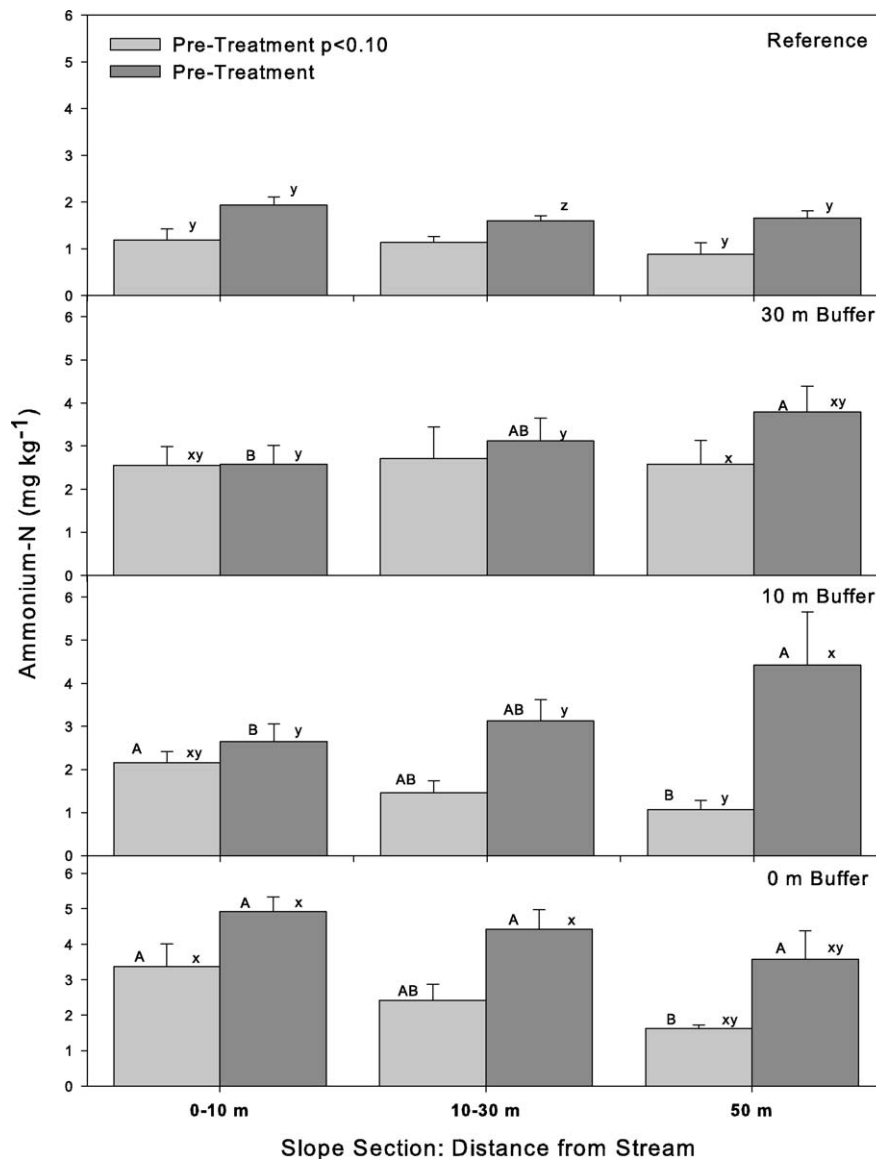 6
Pre-Treatment p<0.10
Reference
Pre-Treatment
5
4
3
2
y
y
z
y
y
1
0
30 m Buffer
6
5
4
A
xy
3
xy
B
y
AB
y
x
2
1
0
10 m Buffer
6
5
4
A
x
3
A
xy
B
y
AB
y
2
AB
B
y
1
0
0 m Buffer
6
5
A
x
A
x
A
xy
4
A
x
3
AB
2
B
xy
1
0
0-10 m
10-30 m
50 m
Slope Section: Distance from Stream
Ammonium-N (mg kg⁻¹)